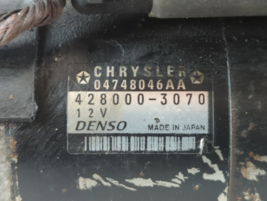 CHRYSLER
04748046AA
428000-3070
12V
DENSO MADE IN JAPAN